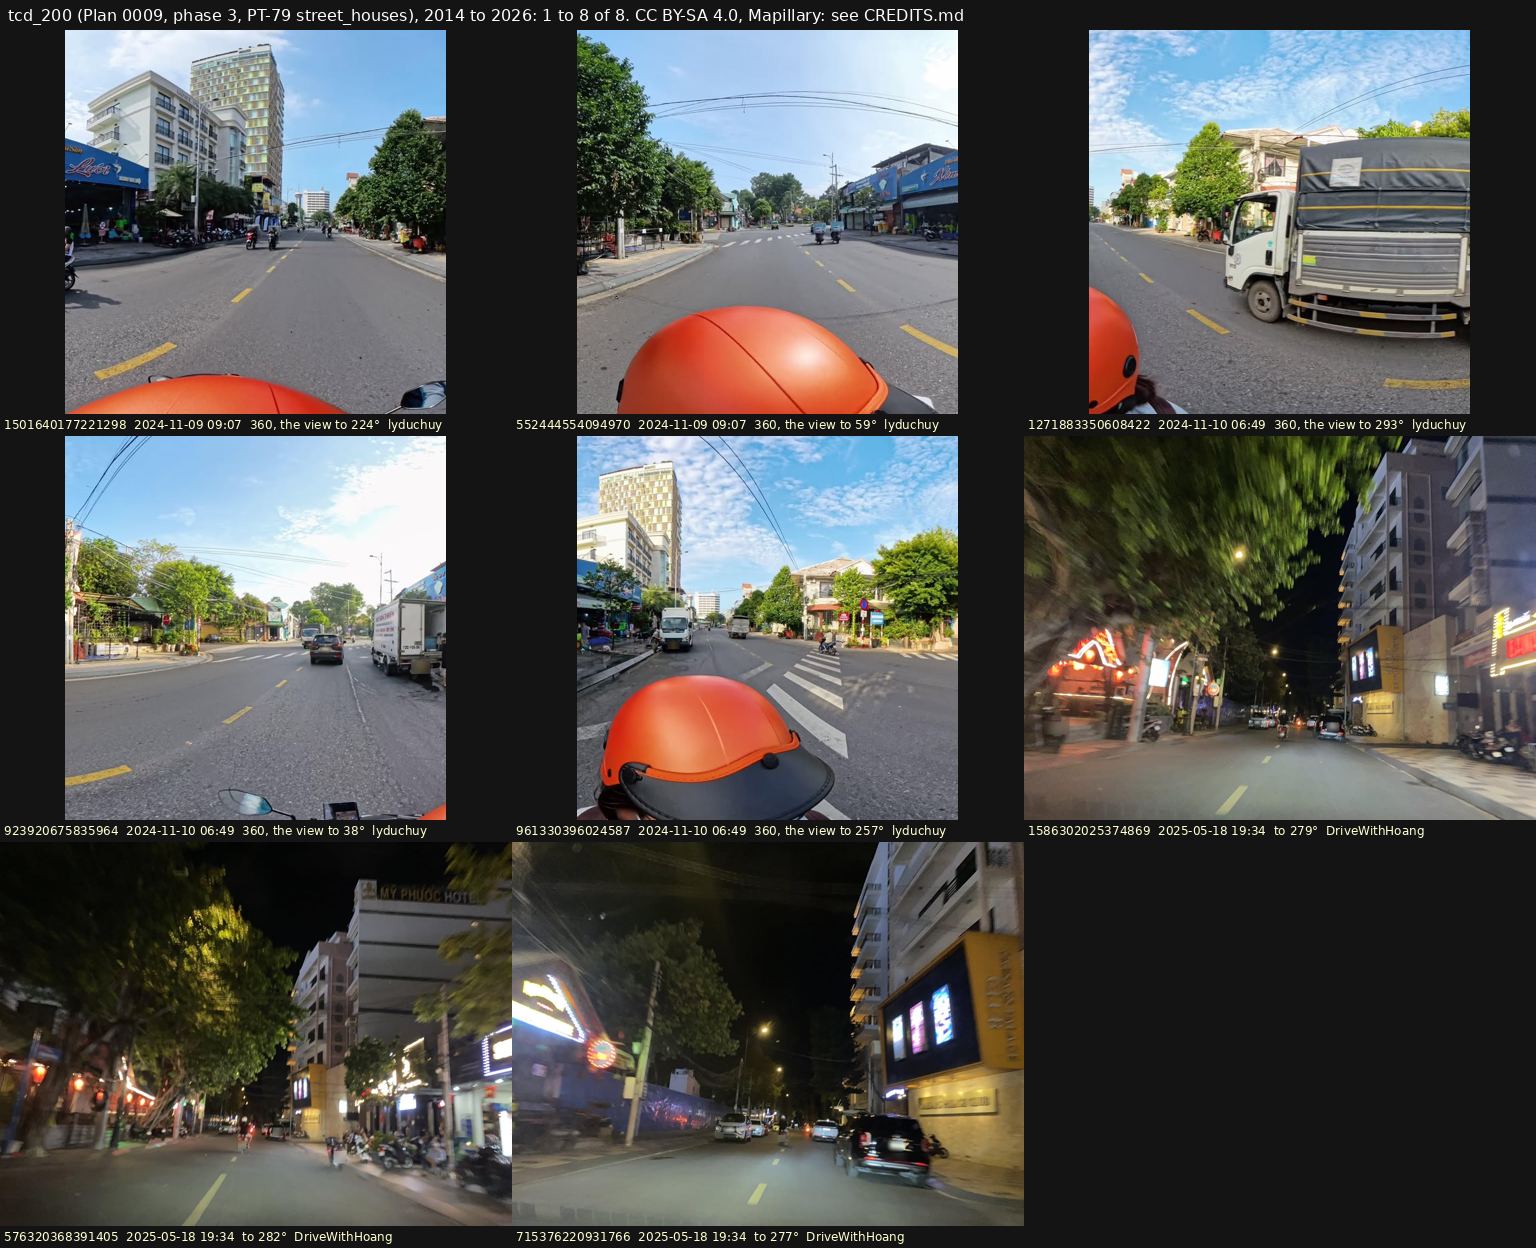 tcd_200 (Plan 0009, phase 3, PT-79 street_houses), 2014 to 2026: 1 to 8 of 8. CC BY-SA 4.0, Mapillary: see CREDITS.md
1501640177221298 2024-11-09 09:07 360, the view to 224° lyduchuy
552444554094970 2024-11-09 09:07 360, the view to 59° lyduchuy
1271883350608422 2024-11-10 06:49 360, the view to 293° lyduchuy
923920675835964 2024-11-10 06:49 360, the view to 38° lyduchuy
961330396024587 2024-11-10 06:49 360, the view to 257° lyduchuy
1586302025374869 2025-05-18 19:34 to 279° DriveWithHoang
MỸ PHƯỚC HOTEL
576320368391405 2025-05-18 19:34 to 282° DriveWithHoang
715376220931766 2025-05-18 19:34 to 277° DriveWithHoang